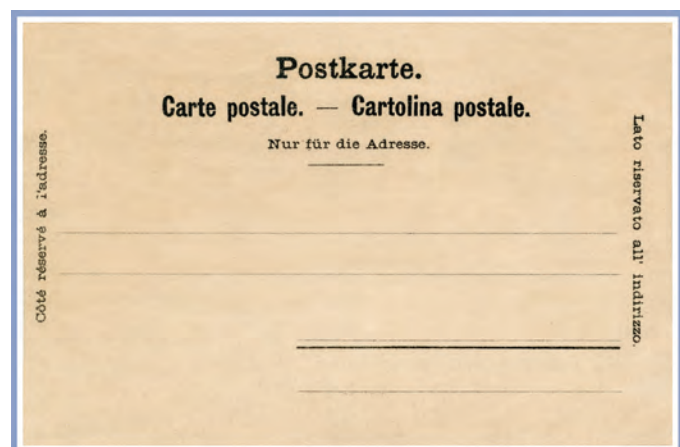 Postkarte.
Carte postale. — Cartolina postale.
Nur für die Adresse.
Côté réservé à l'adresse.
Lato riservato all' indirizzo.